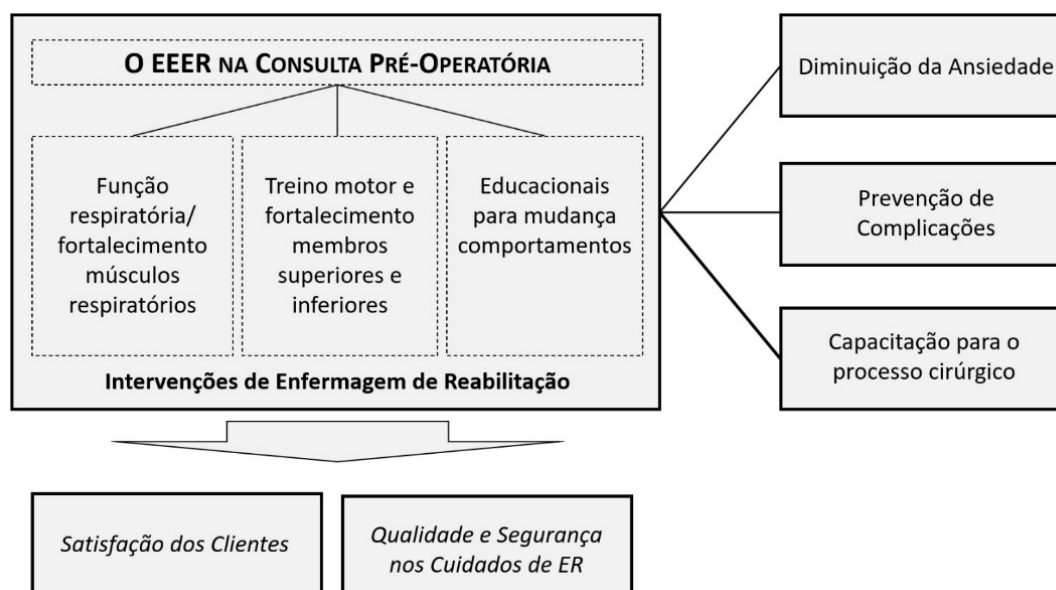 O EEER NA CONSULTA PRÉ-OPERATÓRIA
Função
respiratória/
fortalecimento
músculos
respiratórios
Treino motor e
fortalecimento
membros
superiores e
inferiores
Educacionais
para mudança
comportamentos
Intervenções de Enfermagem de Reabilitação
Diminuição da Ansiedade
Prevenção de
Complicações
Capacitação para o
processo cirúrgico
Satisfação dos Clientes
Qualidade e Segurança
nos Cuidados de ER